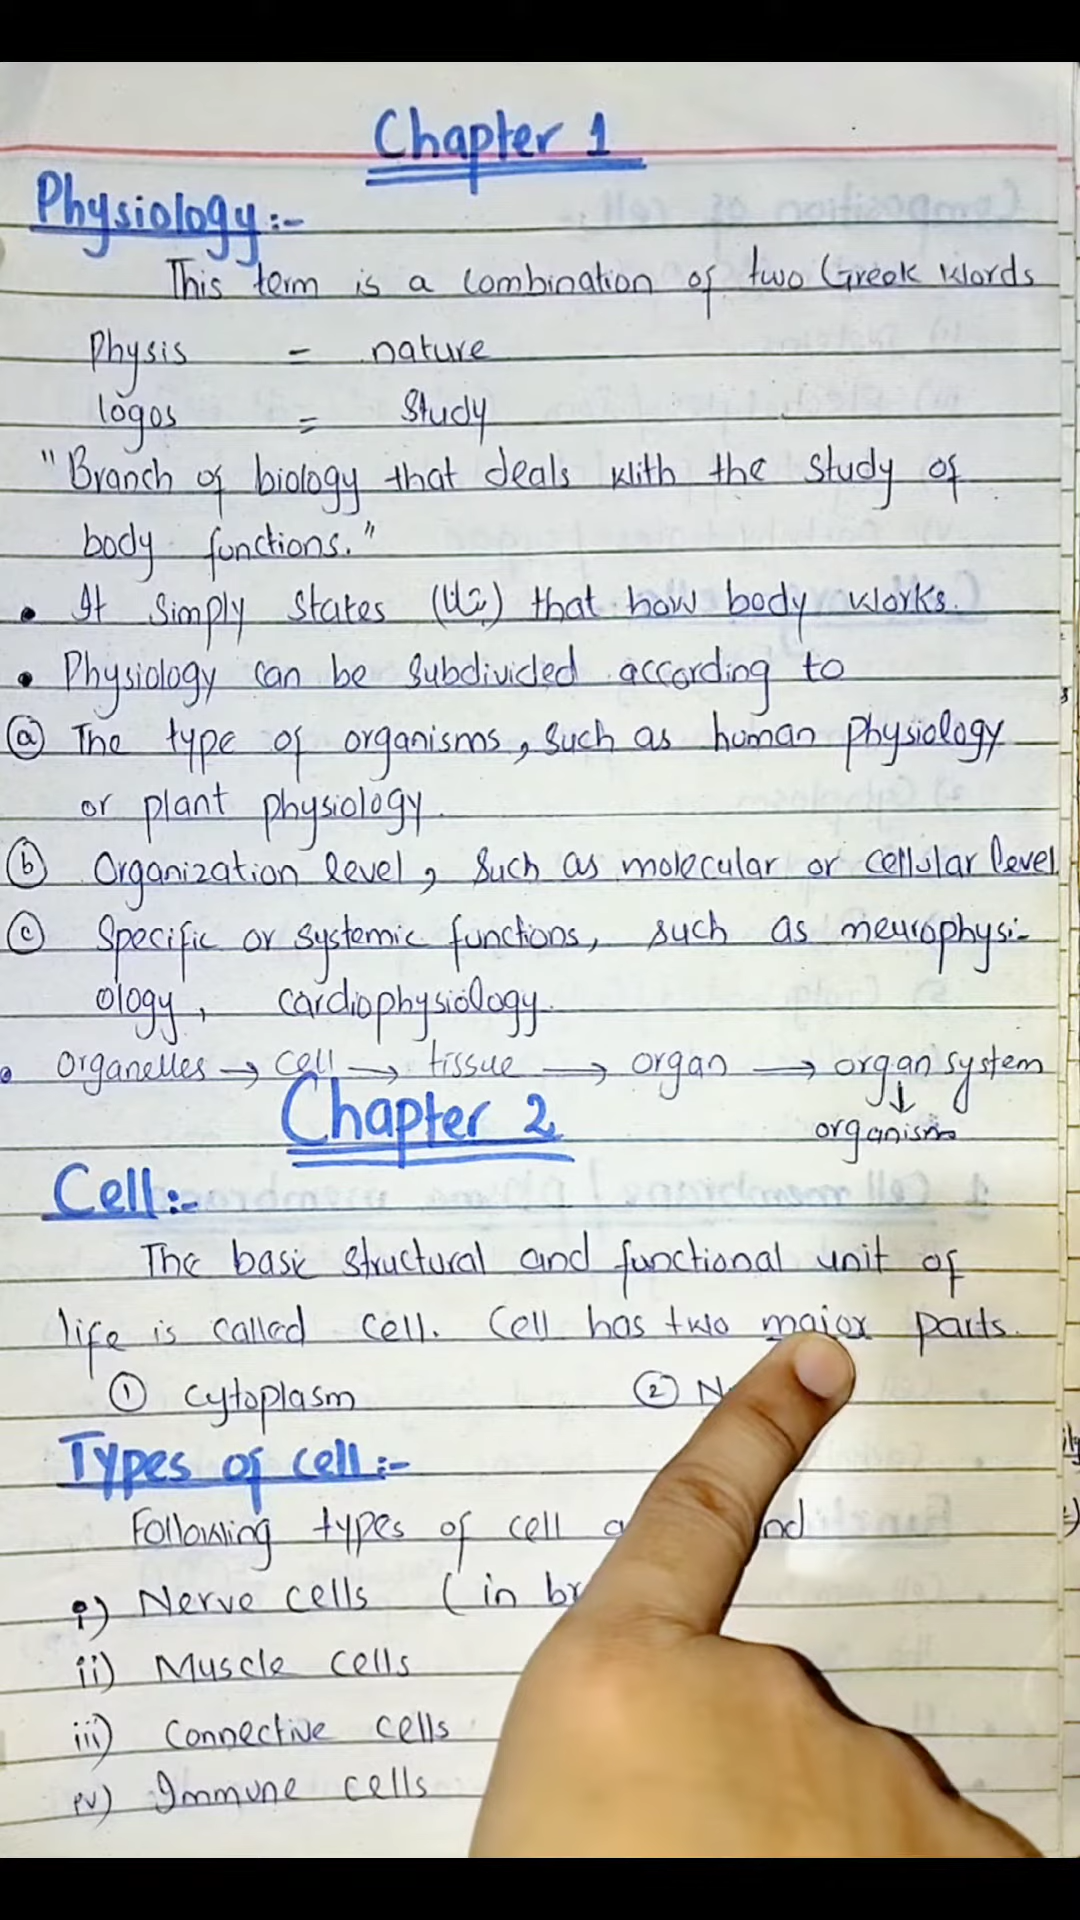 Chapter 1
Physiology:-
This term is a combination of two Greek words
Physis = nature
logos = study
"Branch of biology that deals with the study of
body functions."
• It simply states (بتانا) that how body works.
• Physiology can be subdivided according to
(a) The type of organisms, such as human physiology
or plant physiology.
(b) Organization level, such as molecular or cellular level
(c) Specific or systemic functions, such as neurophysi-
ology, cardiophysiology.
• Organelles → cell → tissue → organ → organ system
↓
organism
Chapter 2
Cell:-
The basic structural and functional unit of
life is called cell. Cell has two major parts.
① Cytoplasm ② N
Types of cell:-
Following types of cell
i) Nerve cells (in br
ii) Muscle cells
iii) Connective cells
iv) Immune cells